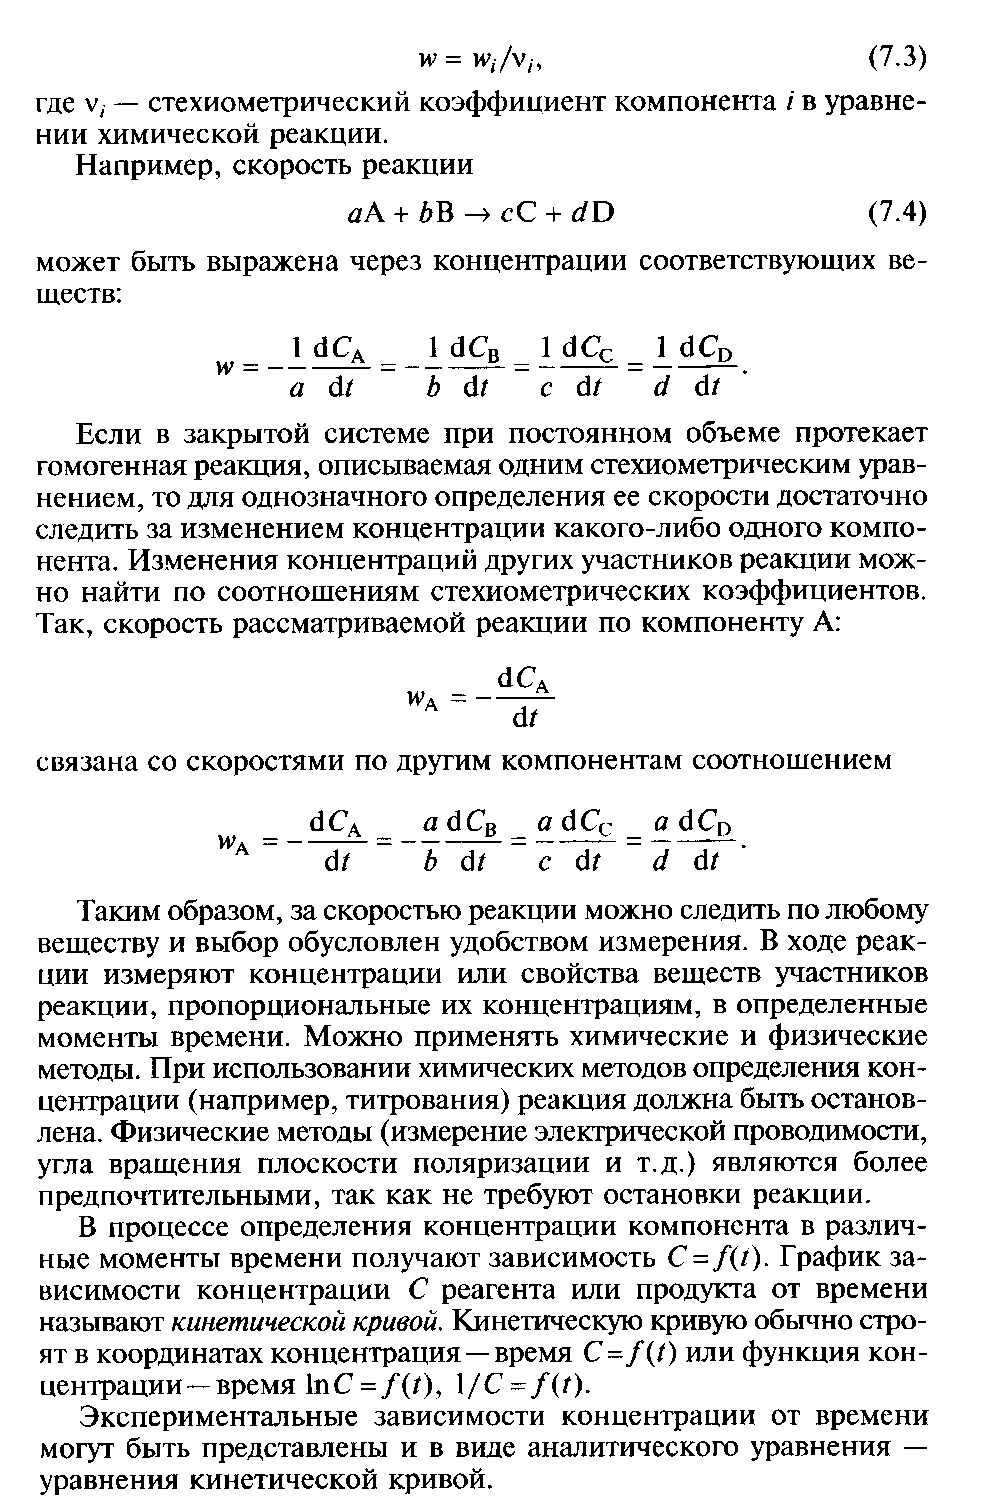 w = wᵢ/νᵢ, (7.3)
где νᵢ — стехиометрический коэффициент компонента i в уравне-
нии химической реакции.
Например, скорость реакции
aA + bB → cC + dD (7.4)
может быть выражена через концентрации соответствующих ве-
ществ:
w = −(1/a)(dC_A/dt) = −(1/b)(dC_B/dt) = (1/c)(dC_C/dt) = (1/d)(dC_D/dt).
Если в закрытой системе при постоянном объеме протекает
гомогенная реакция, описываемая одним стехиометрическим урав-
нением, то для однозначного определения ее скорости достаточно
следить за изменением концентрации какого-либо одного компо-
нента. Изменения концентраций других участников реакции мож-
но найти по соотношениям стехиометрических коэффициентов.
Так, скорость рассматриваемой реакции по компоненту А:
w_A = −dC_A/dt
связана со скоростями по другим компонентам соотношением
w_A = −dC_A/dt = −(a/b)(dC_B/dt) = (a/c)(dC_C/dt) = (a/d)(dC_D/dt).
Таким образом, за скоростью реакции можно следить по любому
веществу и выбор обусловлен удобством измерения. В ходе реак-
ции измеряют концентрации или свойства веществ участников
реакции, пропорциональные их концентрациям, в определенные
моменты времени. Можно применять химические и физические
методы. При использовании химических методов определения кон-
центрации (например, титрования) реакция должна быть останов-
лена. Физические методы (измерение электрической проводимости,
угла вращения плоскости поляризации и т.д.) являются более
предпочтительными, так как не требуют остановки реакции.
В процессе определения концентрации компонента в различ-
ные моменты времени получают зависимость C = f(t). График за-
висимости концентрации C реагента или продукта от времени
называют кинетической кривой. Кинетическую кривую обычно стро-
ят в координатах концентрация — время C = f(t) или функция кон-
центрации — время lnC = f(t), 1/C = f(t).
Экспериментальные зависимости концентрации от времени
могут быть представлены и в виде аналитического уравнения —
уравнения кинетической кривой.